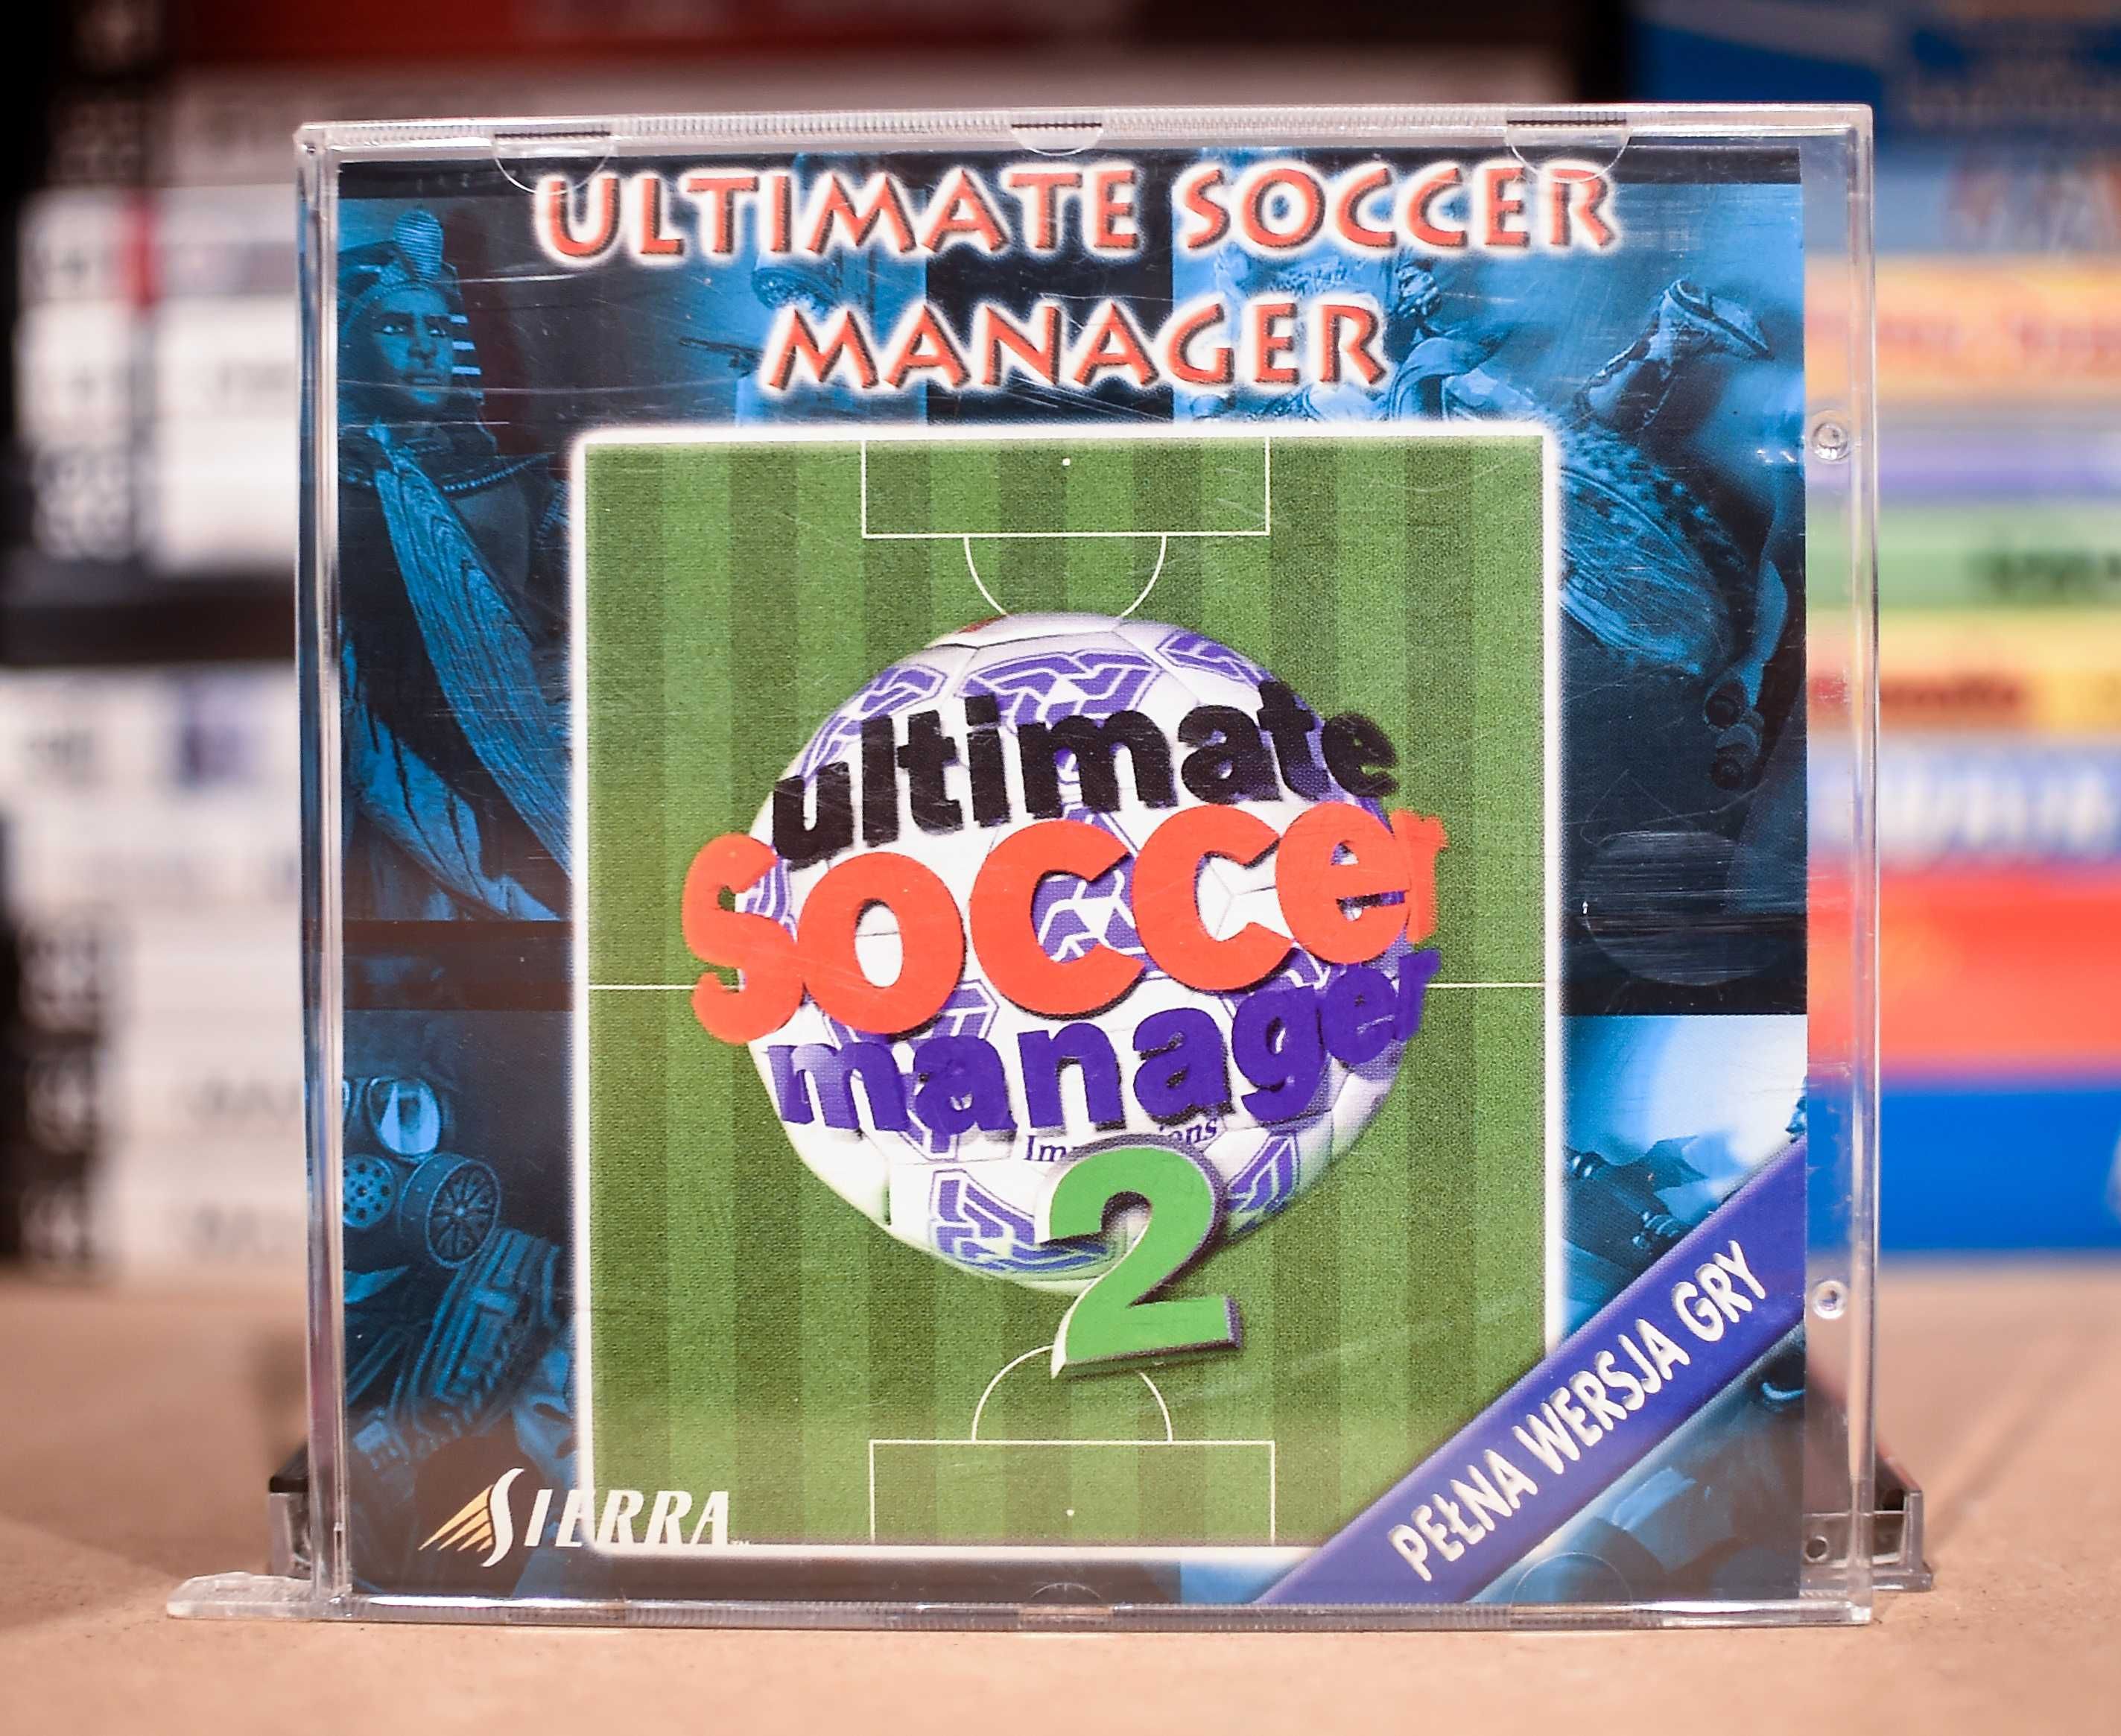 ULTIMATE SOCCER
MANAGER
ultimate
soccer
manager
2
PEŁNA WERSJA GRY
SIERRA